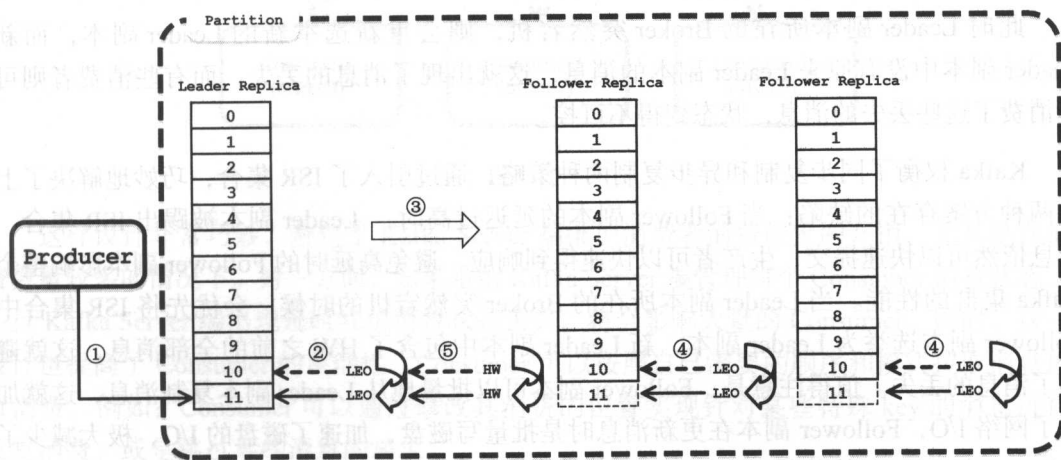 Partition
Leader Replica Follower Replica Follower Replica
0 0 0
1 1 1
2 2 2
3 3 3
4 4 4
③
5 5 5
Producer
6 6 6
7 7 7
8 8 8
9 9 9
① ② ⑤ ④ ④
10 LEO HW 10 LEO 10 LEO
11 LEO HW 11 LEO 11 LEO